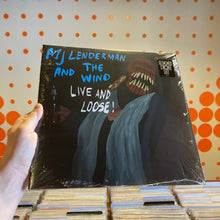 MJ LENDERMAN
AND THE
WIND
LIVE AND
LOOSE!